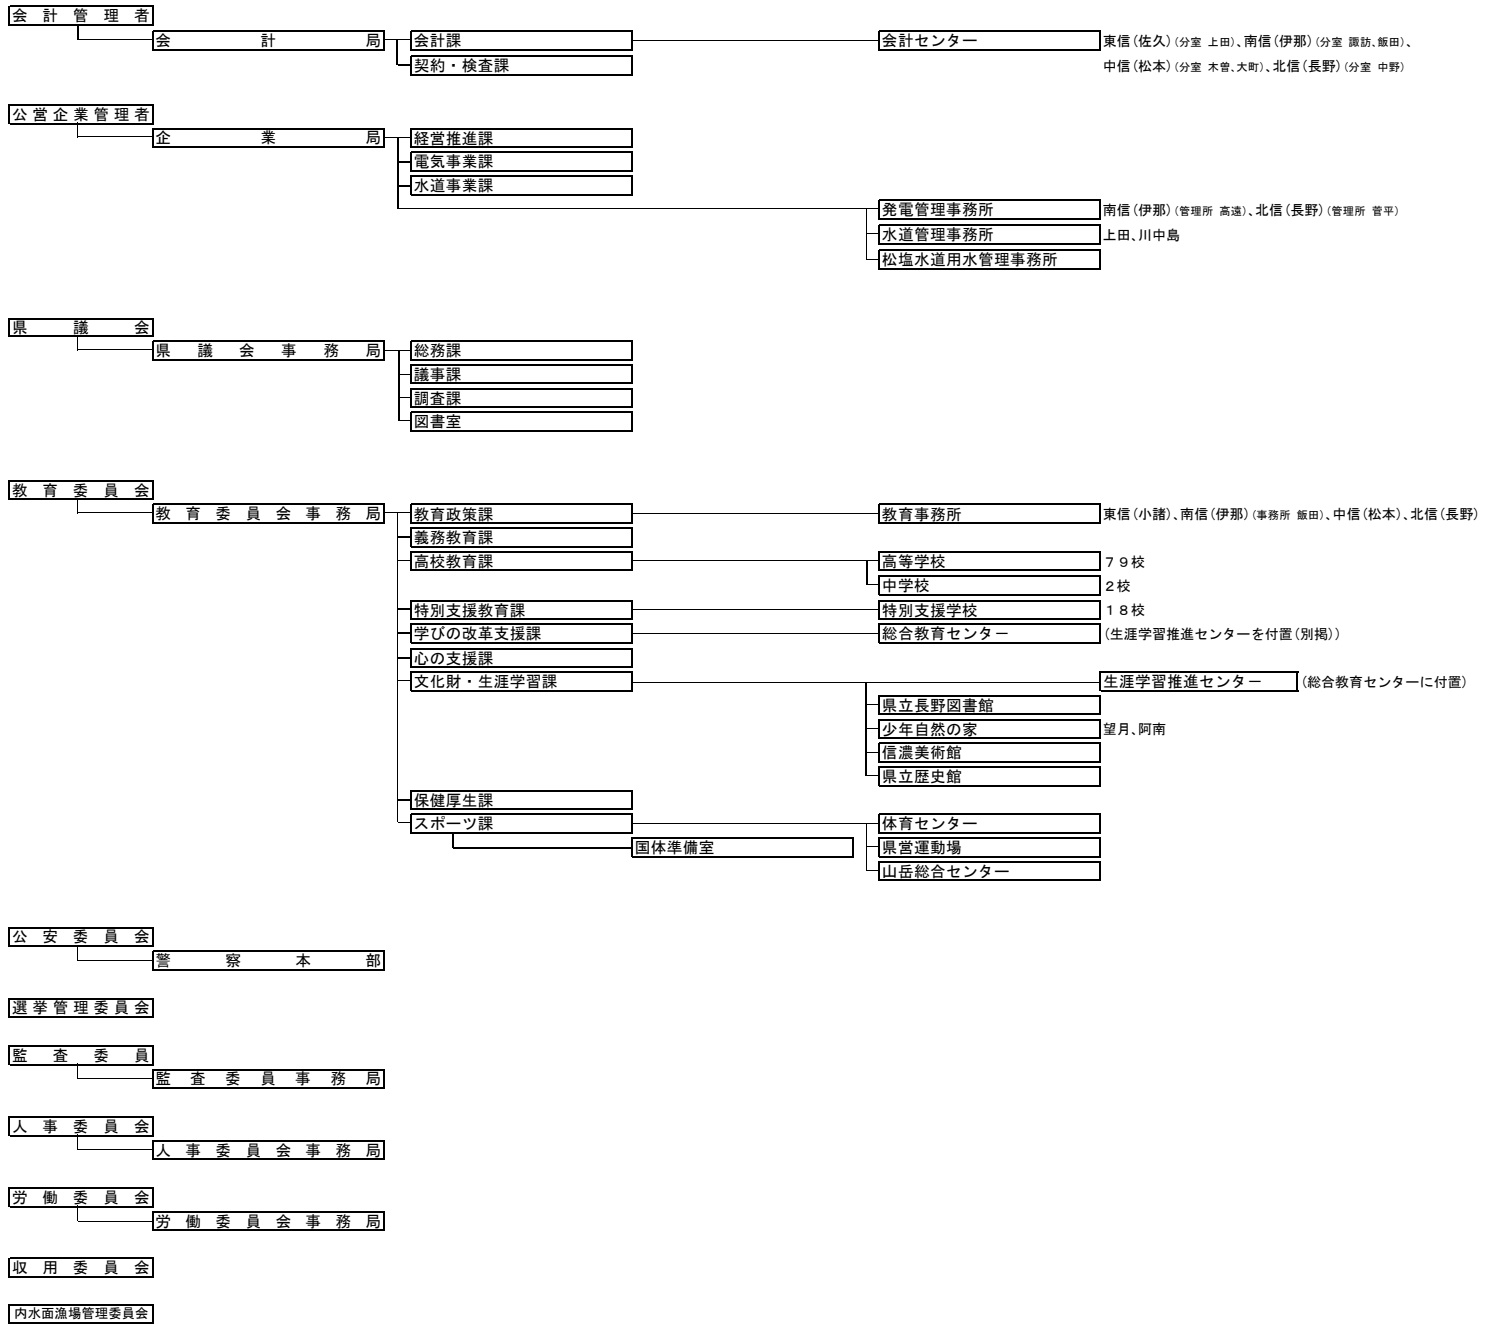 会計管理者
会計局 会計課 会計センター 東信（佐久）（分室 上田）、南信（伊那）（分室 諏訪、飯田）、
契約・検査課 中信（松本）（分室 木曽、大町）、北信（長野）（分室 中野）
公営企業管理者
企業局 経営推進課
電気事業課
水道事業課
発電管理事務所 南信（伊那）（管理所 高遠）、北信（長野）（管理所 菅平）
水道管理事務所 上田、川中島
松塩水道用水管理事務所
県議会
県議会事務局 総務課
議事課
調査課
図書室
教育委員会
教育委員会事務局 教育政策課 教育事務所 東信（小諸）、南信（伊那）（事務所 飯田）、中信（松本）、北信（長野）
義務教育課
高校教育課 高等学校 ７９校
中学校 ２校
特別支援教育課 特別支援学校 １８校
学びの改革支援課 総合教育センター （生涯学習推進センターを付置（別掲））
心の支援課
文化財・生涯学習課 生涯学習推進センター （総合教育センターに付置）
県立長野図書館
少年自然の家 望月、阿南
信濃美術館
県立歴史館
保健厚生課
スポーツ課 体育センター
国体準備室 県営運動場
山岳総合センター
公安委員会
警察本部
選挙管理委員会
監査委員
監査委員事務局
人事委員会
人事委員会事務局
労働委員会
労働委員会事務局
収用委員会
内水面漁場管理委員会